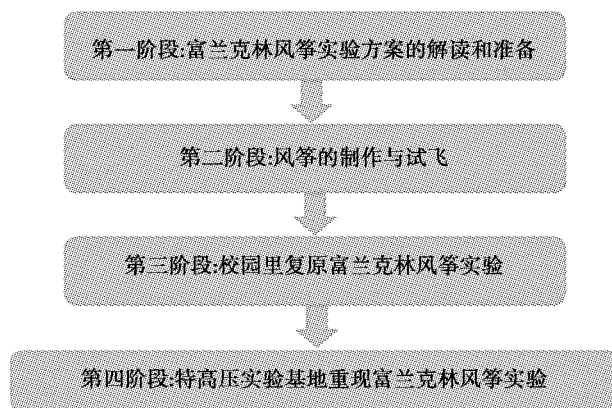 第一阶段:富兰克林风筝实验方案的解读和准备
第二阶段:风筝的制作与试飞
第三阶段:校园里复原富兰克林风筝实验
第四阶段:特高压实验基地重现富兰克林风筝实验